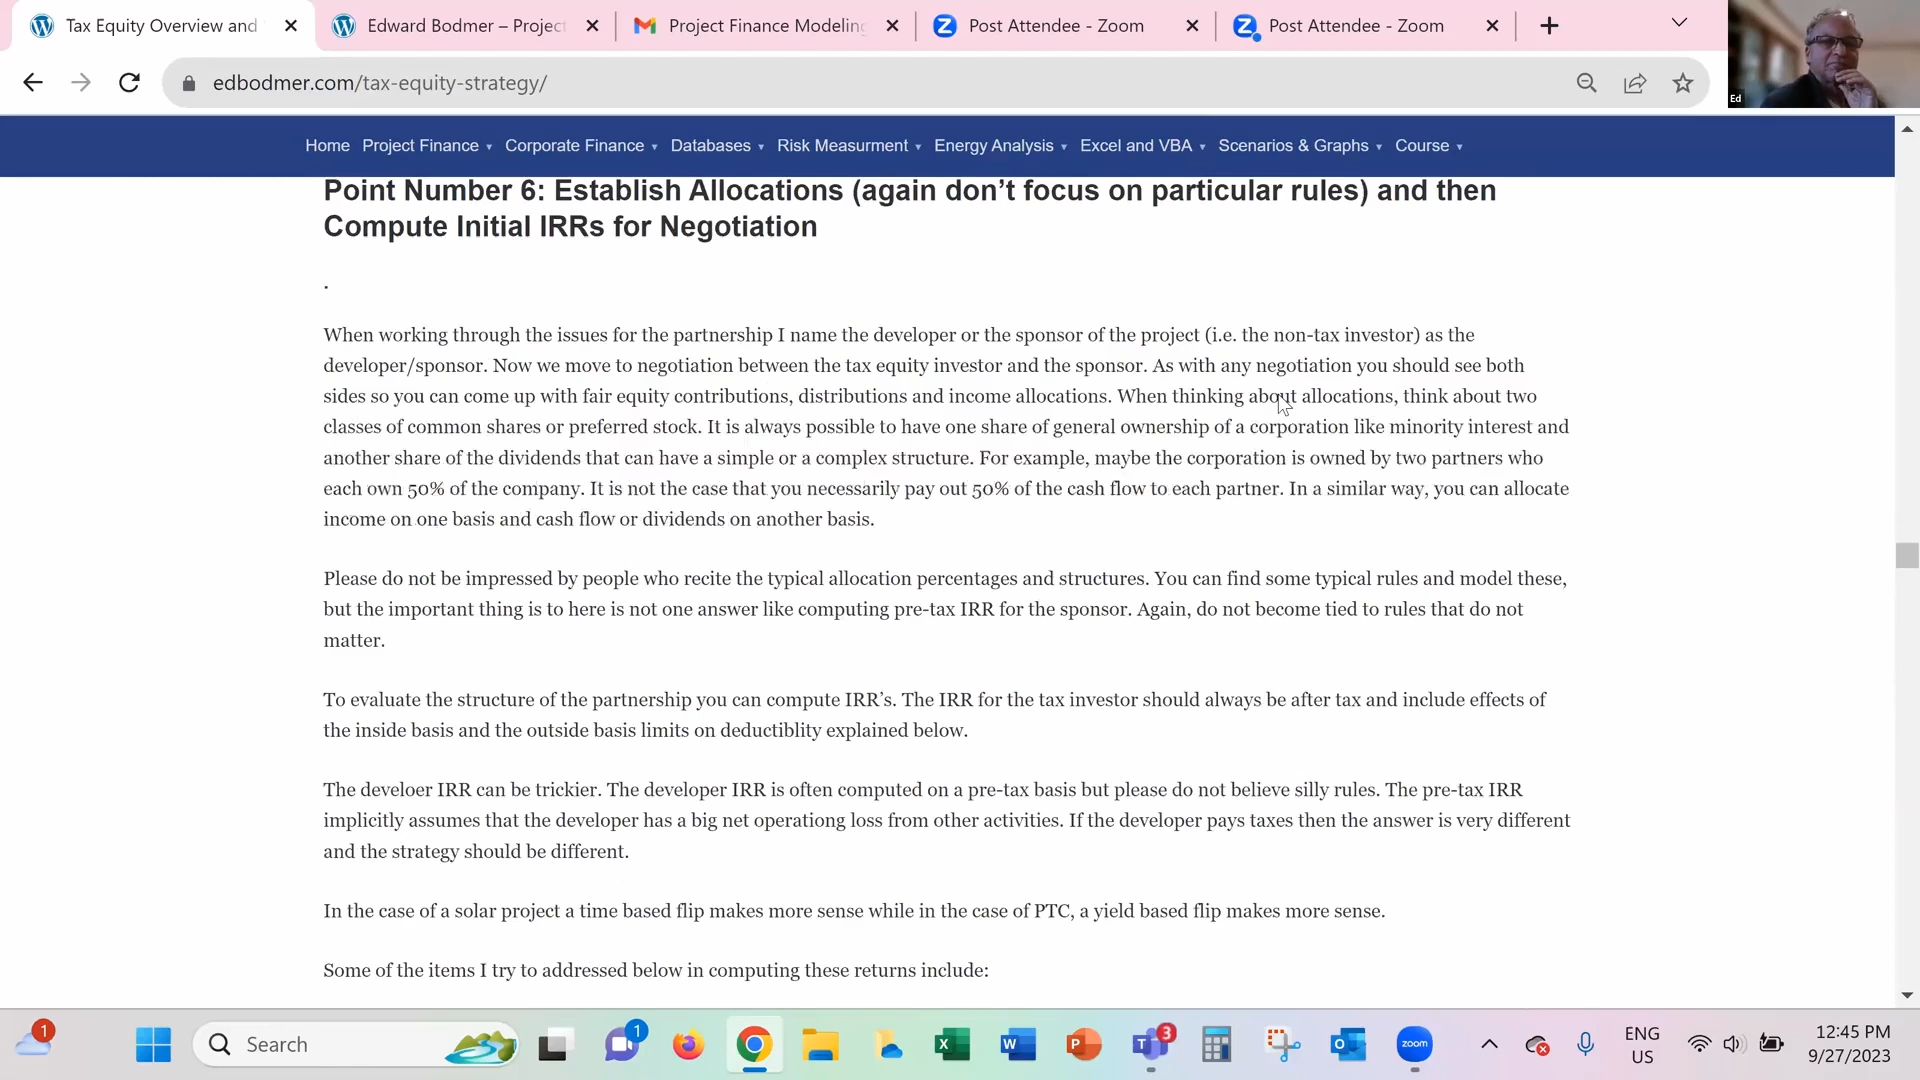 Tax Equity Overview and
Edward Bodmer – Project
Project Finance Modeling
Post Attendee - Zoom
Post Attendee - Zoom
edbodmer.com/tax-equity-strategy/
Ed
Home Project Finance Corporate Finance Databases Risk Measurment Energy Analysis Excel and VBA Scenarios & Graphs Course
Point Number 6: Establish Allocations (again don’t focus on particular rules) and then
Compute Initial IRRs for Negotiation
.
When working through the issues for the partnership I name the developer or the sponsor of the project (i.e. the non-tax investor) as the
developer/sponsor. Now we move to negotiation between the tax equity investor and the sponsor. As with any negotiation you should see both
sides so you can come up with fair equity contributions, distributions and income allocations. When thinking about allocations, think about two
classes of common shares or preferred stock. It is always possible to have one share of general ownership of a corporation like minority interest and
another share of the dividends that can have a simple or a complex structure. For example, maybe the corporation is owned by two partners who
each own 50% of the company. It is not the case that you necessarily pay out 50% of the cash flow to each partner. In a similar way, you can allocate
income on one basis and cash flow or dividends on another basis.
Please do not be impressed by people who recite the typical allocation percentages and structures. You can find some typical rules and model these,
but the important thing is to here is not one answer like computing pre-tax IRR for the sponsor. Again, do not become tied to rules that do not
matter.
To evaluate the structure of the partnership you can compute IRR’s. The IRR for the tax investor should always be after tax and include effects of
the inside basis and the outside basis limits on deductiblity explained below.
The develoer IRR can be trickier. The developer IRR is often computed on a pre-tax basis but please do not believe silly rules. The pre-tax IRR
implicitly assumes that the developer has a big net operationg loss from other activities. If the developer pays taxes then the answer is very different
and the strategy should be different.
In the case of a solar project a time based flip makes more sense while in the case of PTC, a yield based flip makes more sense.
Some of the items I try to addressed below in computing these returns include:
1
Search
1
3
zoom
ENG
US
12:45 PM
9/27/2023